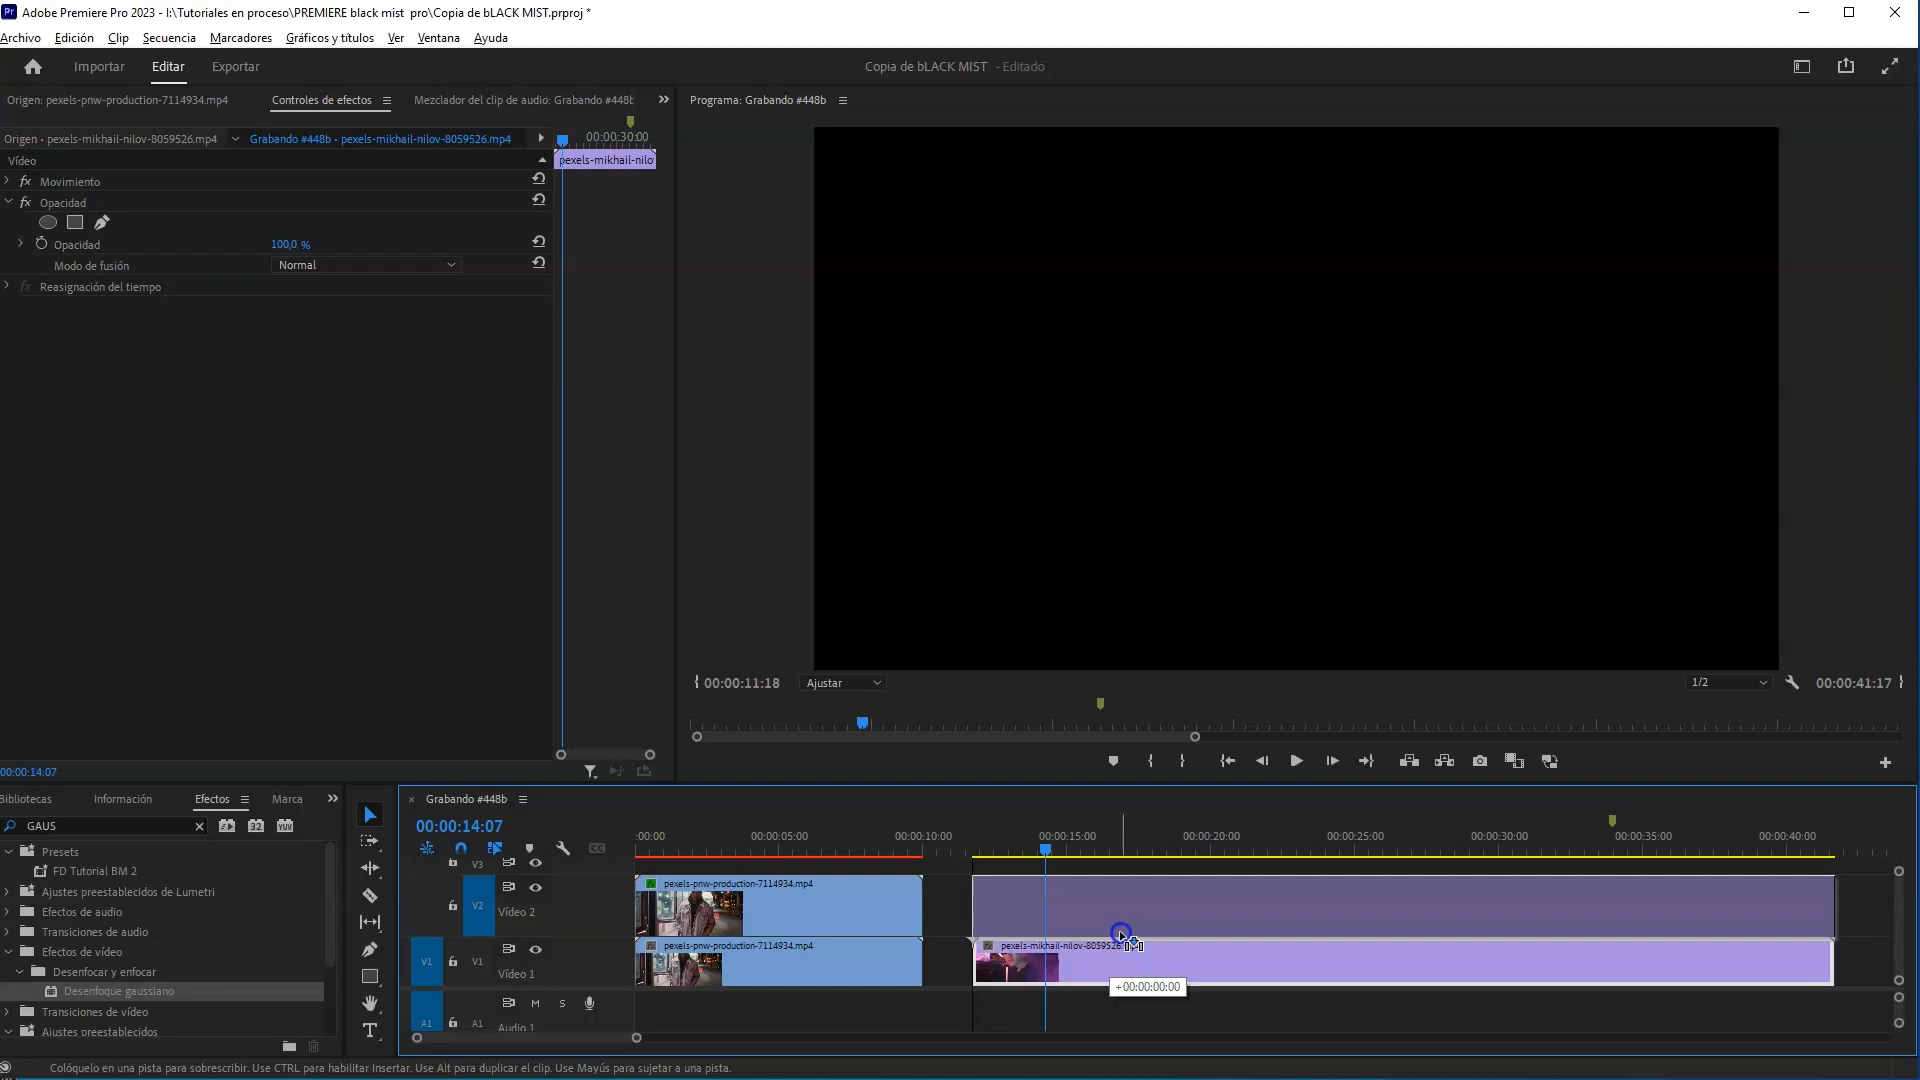 Adobe Premiere Pro 2023 - I:\Tutoriales en proceso\PREMIERE black mist  pro\Copia de bLACK MIST.prproj *
Archivo Edición Clip Secuencia Marcadores Gráficos y títulos Ver Ventana Ayuda
Importar Editar Exportar
Copia de bLACK MIST - Editado
Origen: pexels-pnw-production-7114934.mp4 Controles de efectos Mezclador del clip de audio: Grabando #448b
Programa: Grabando #448b
Origen • pexels-mikhail-nilov-8059526.mp4 Grabando #448b • pexels-mikhail-nilov-8059526.mp4
00:00:30:00
Vídeo
pexels-mikhail-nilo
fx Movimiento
fx Opacidad
Opacidad 100,0 %
Modo de fusión Normal
fx Reasignación del tiempo
00:00:11:18 Ajustar 1/2 00:00:41:17
00:00:14:07
Bibliotecas Información Efectos Marca
GAUS
32 YUV
Presets
FD Tutorial BM 2
Ajustes preestablecidos de Lumetri
Efectos de audio
Transiciones de audio
Efectos de vídeo
Desenfocar y enfocar
Desenfoque gaussiano
Transiciones de vídeo
Ajustes preestablecidos
Grabando #448b
00:00:14:07
:00:00 00:00:05:00 00:00:10:00 00:00:15:00 00:00:20:00 00:00:25:00 00:00:30:00 00:00:35:00 00:00:40:00
CC
V3
V2 Vídeo 2
fx pexels-pnw-production-7114934.mp4
V1 V1 Vídeo 1
fx pexels-pnw-production-7114934.mp4
fx pexels-mikhail-nilov-8059526.
+00:00:00:00
A1 A1 M S Audio 1
T
Colóquelo en una pista para sobrescribir. Use CTRL para habilitar Insertar. Use Alt para duplicar el clip. Use Mayús para sujetar a una pista.